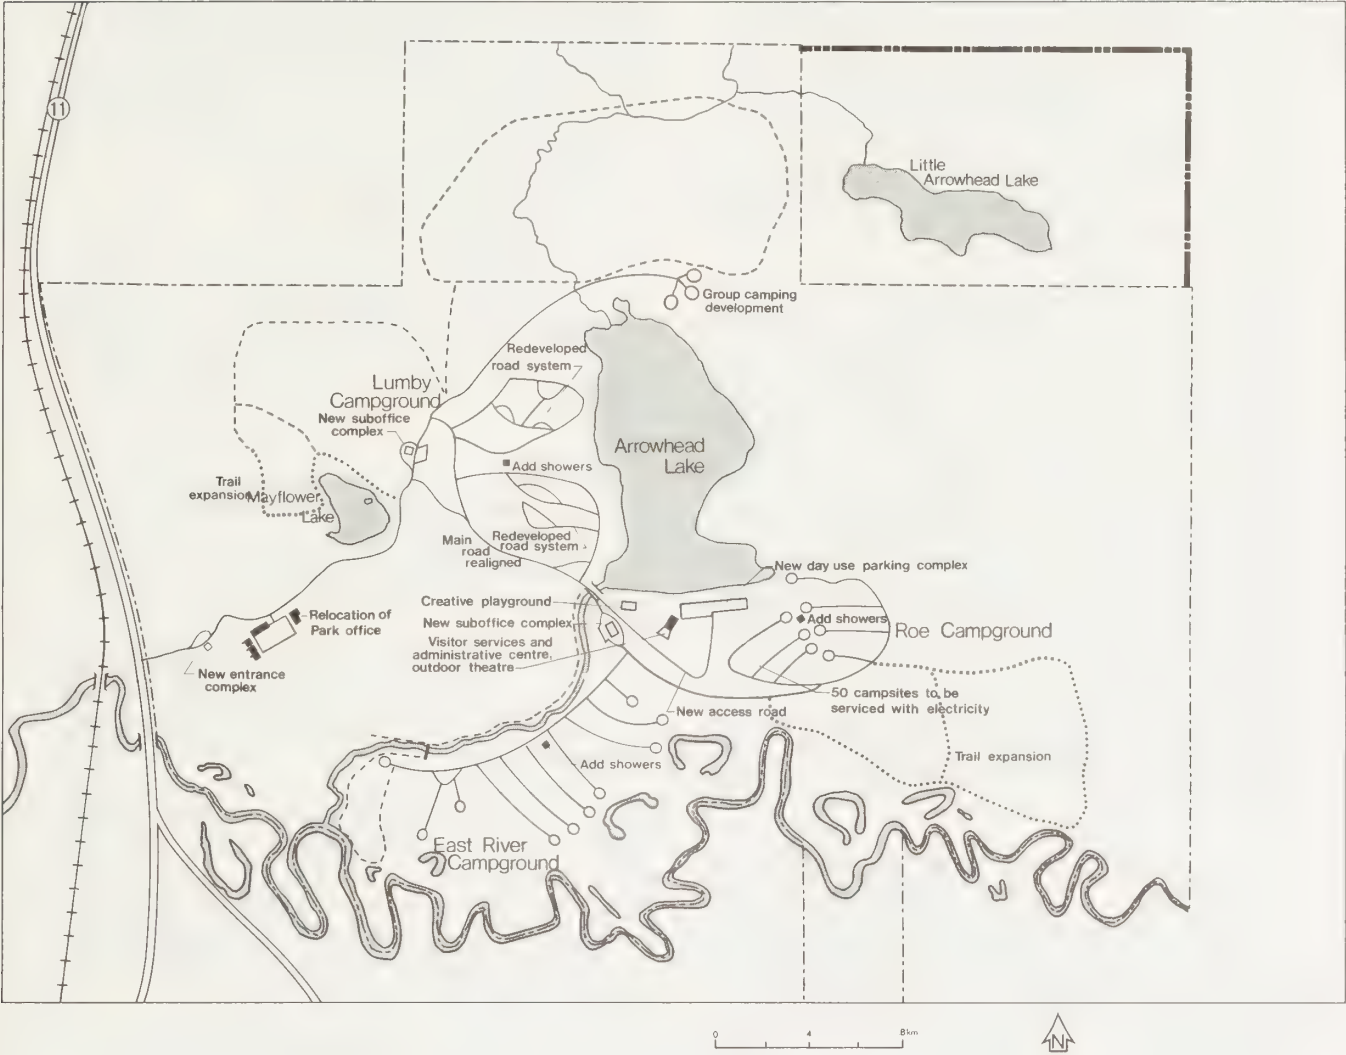 11
Little
Arrowhead Lake
Group camping
development
Redeveloped
road system
Lumby
Campground
New suboffice
complex
Arrowhead
Lake
Add showers
Trail
expansion
Mayflower
Lake
Main
road
realigned
Redeveloped
road system
New day use parking complex
Creative playground
New suboffice complex
Visitor services and
administrative centre,
outdoor theatre
Relocation of
Park office
Add showers
Roe Campground
New entrance
complex
50 campsites to be
serviced with electricity
New access road
Trail expansion
Add showers
East River
Campground
0 4 8km
N